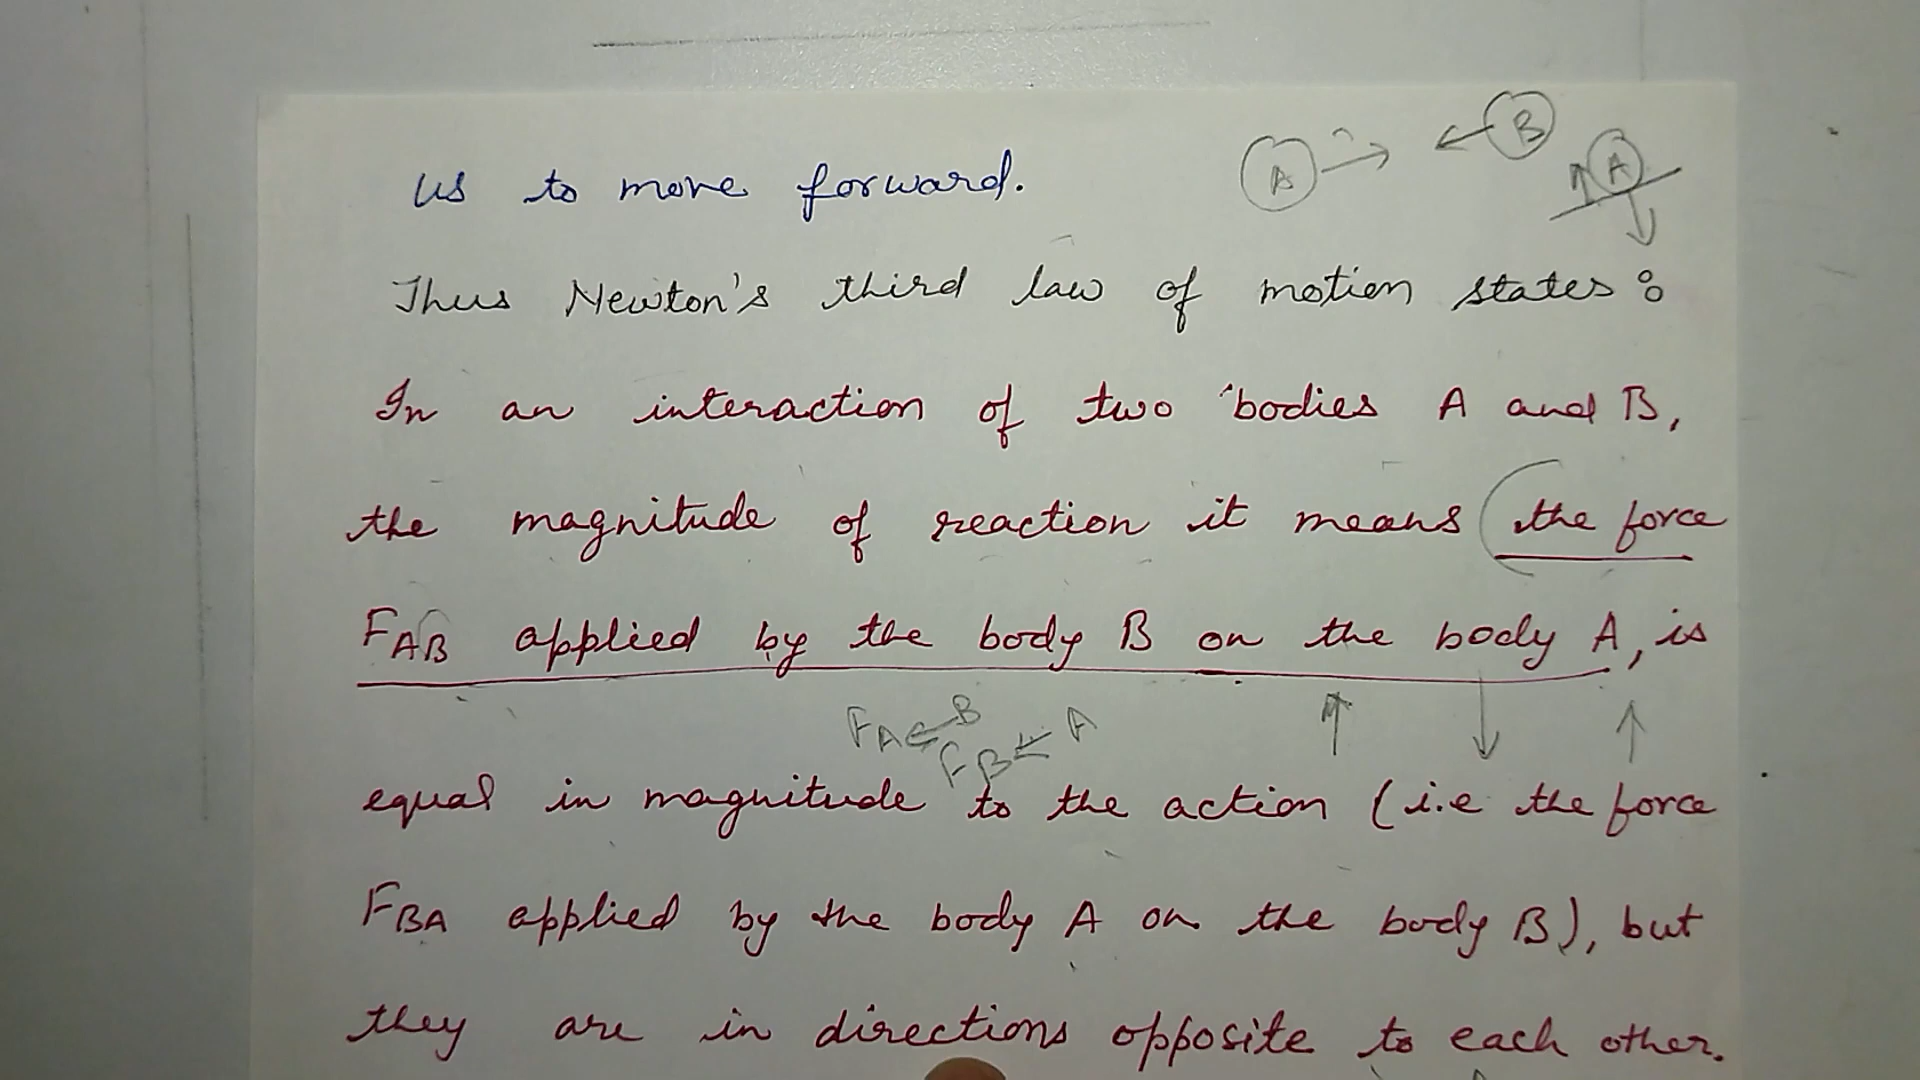 A B A
us to move forward.
Thus Newton's third law of motion states :
In an interaction of two bodies A and B,
the magnitude of reaction it means (the force
FAB applied by the body B on the body A, is
FA B
FB A
equal in magnitude to the action (i.e the force
FBA applied by the body A on the body B), but
they are in directions opposite to each other.